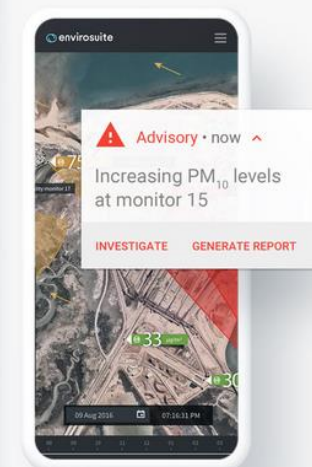 envirosuite
Advisory • now
75
Increasing PM10 levels
at monitor 15
INVESTIGATE GENERATE REPORT
33
30
09 Aug 2016 07:16:31 PM